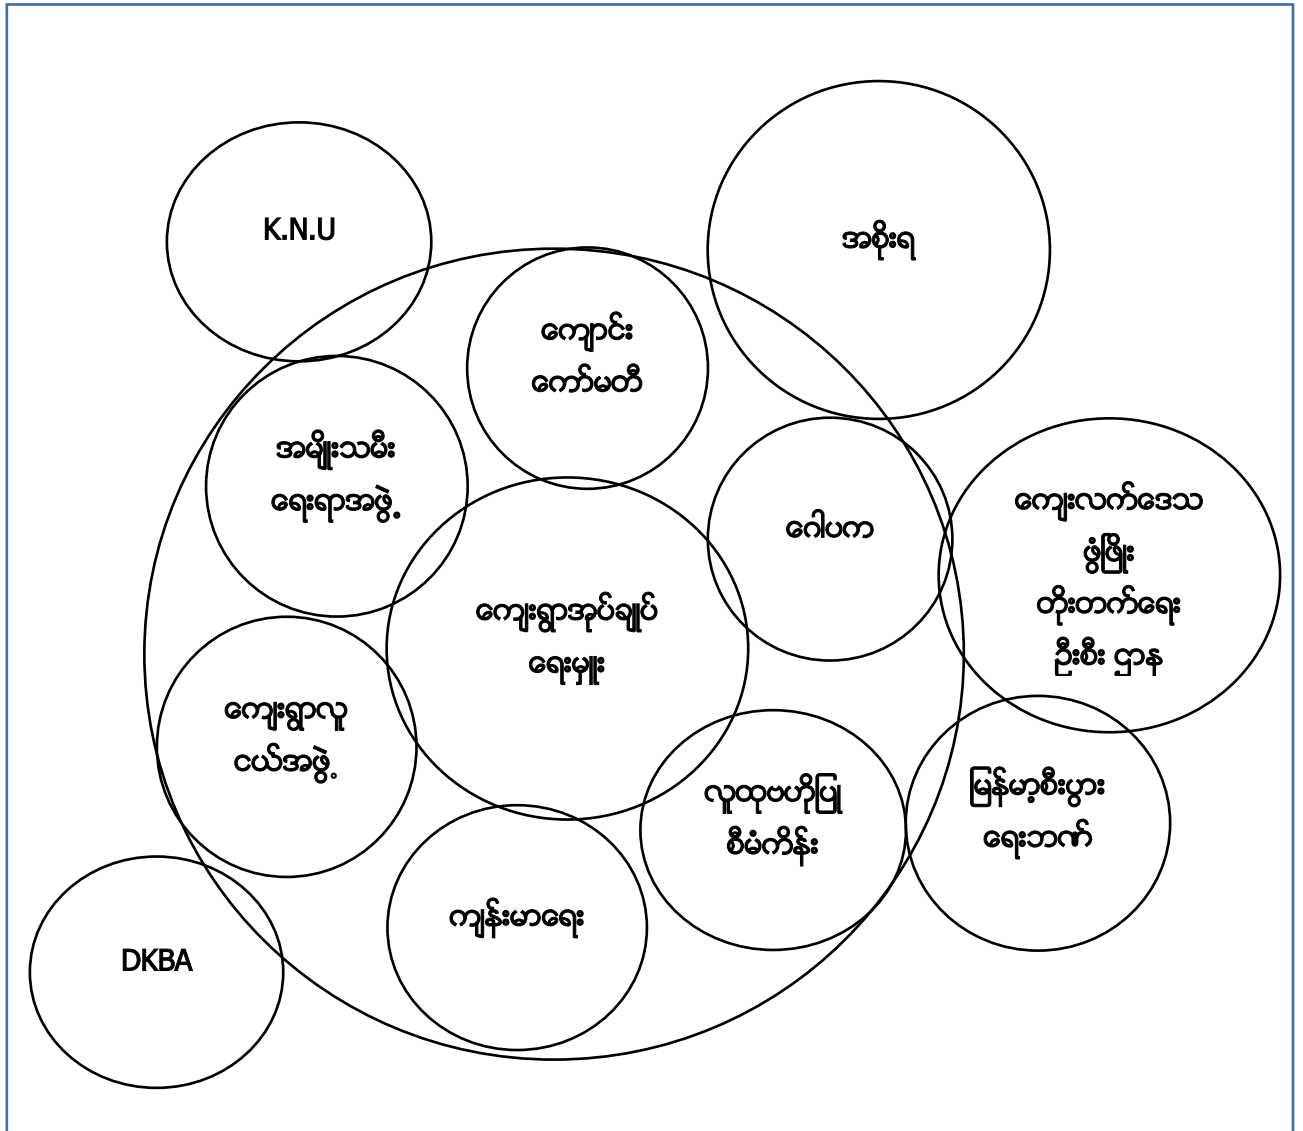 K.N.U
အစိုးရ
ကျောင်း
ကော်မတီ
အမျိုးသမီး
ရေးရာအဖွဲ့
ဂေါပက
ကျေးလက်ဒေသ
ဖွံဖြိုး
တိုးတက်ရေး
ဦးစီး ဌာန
ကျေးရွာအုပ်ချုပ်
ရေးမှူး
ကျေးရွာလူ
ငယ်အဖွဲ့
လူထုဗဟိုပြု
စီမံကိန်း
မြန်မာ့စီးပွား
ရေးဘဏ်
ကျန်းမာရေး
DKBA